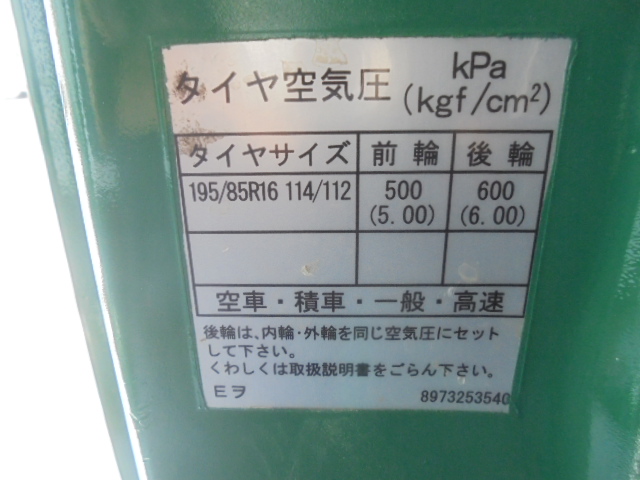 タイヤ空気圧 kPa
(kgf/cm²)
タイヤサイズ 前輪 後輪
195/85R16 114/112 500 600
(5.00) (6.00)
空車・積車・一般・高速
後輪は、内輪・外輪を同じ空気圧にセット
して下さい。
くわしくは取扱説明書をごらん下さい。
Eヲ 8973253540